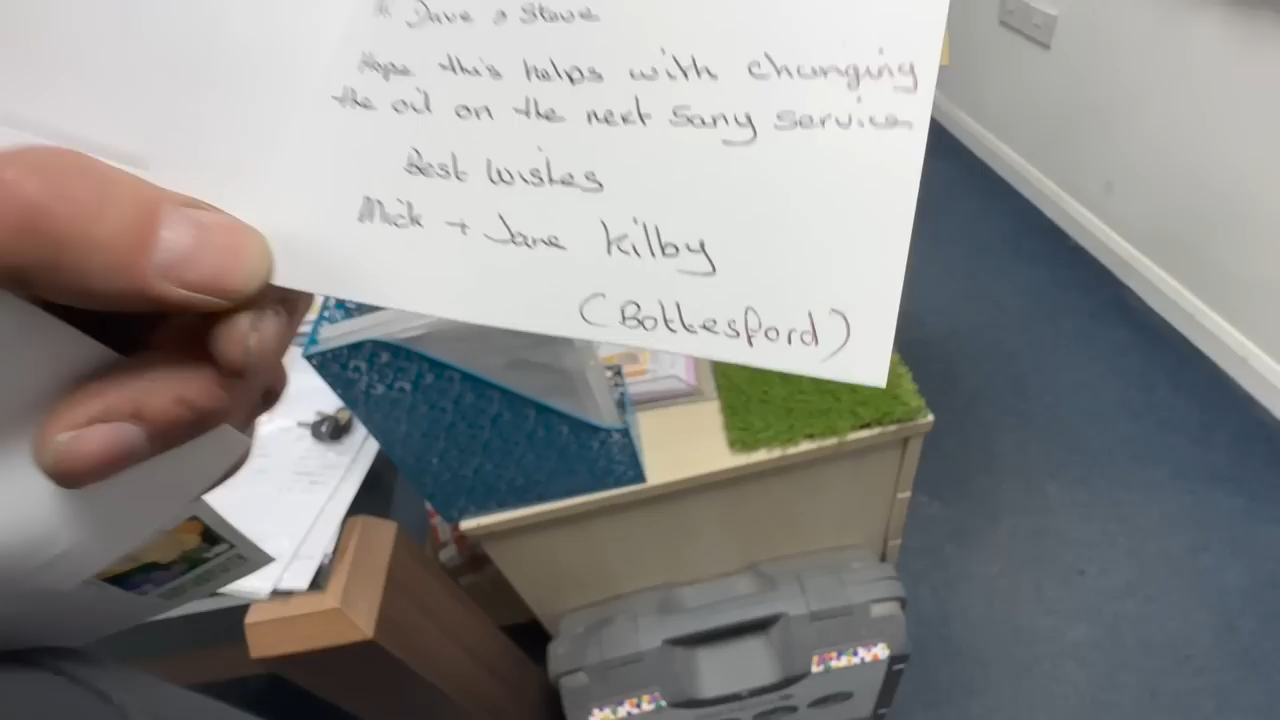 Dave & Steve
Hope this helps with changing
the oil on the next Sany service
Best Wishes
Mick + Jane Kilby
(Bottesford)